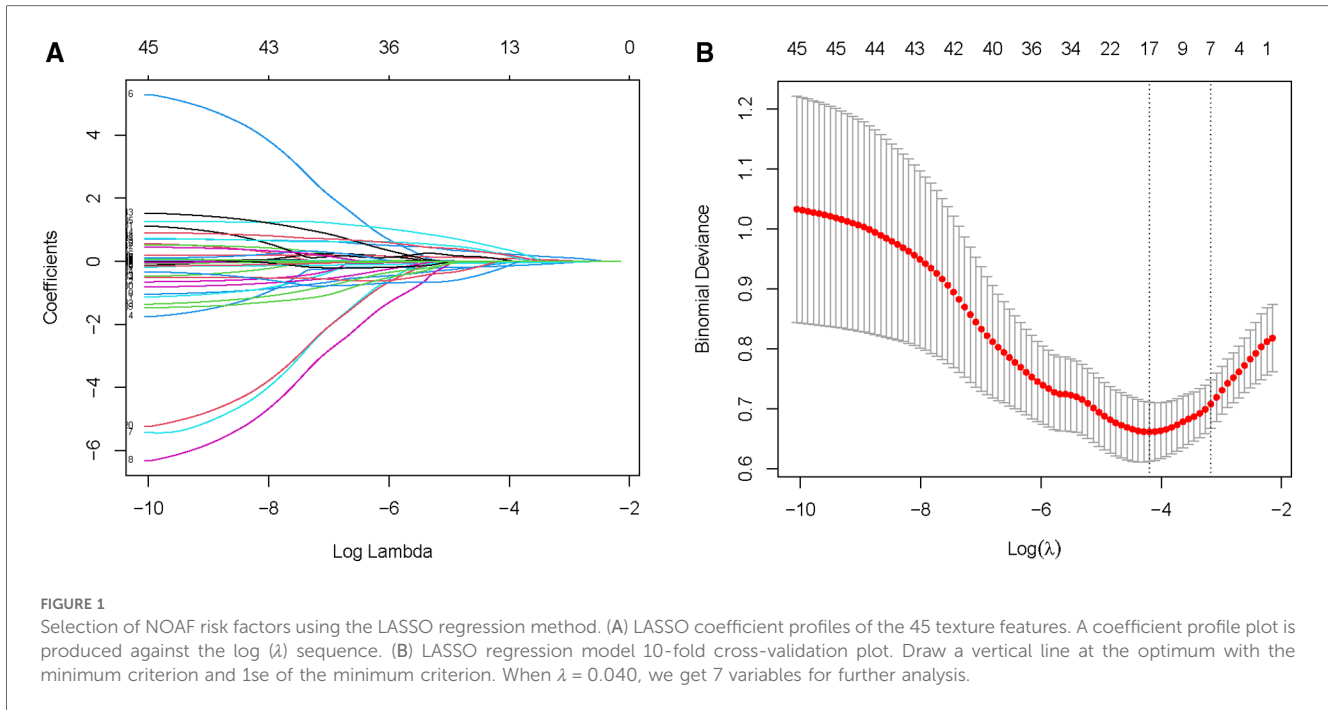 A
45 43 36 13 0
4
2
0
−2
−4
−6
Coefficients
6
20
7
8
−10 −8 −6 −4 −2
Log Lambda
B
45 45 44 43 42 40 36 34 22 17 9 7 4 1
1.2
1.1
1.0
0.9
0.8
0.7
0.6
Binomial Deviance
−10 −8 −6 −4 −2
Log(λ)
FIGURE 1
Selection of NOAF risk factors using the LASSO regression method. (A) LASSO coefficient profiles of the 45 texture features. A coefficient profile plot is
produced against the log (λ) sequence. (B) LASSO regression model 10-fold cross-validation plot. Draw a vertical line at the optimum with the
minimum criterion and 1se of the minimum criterion. When λ = 0.040, we get 7 variables for further analysis.